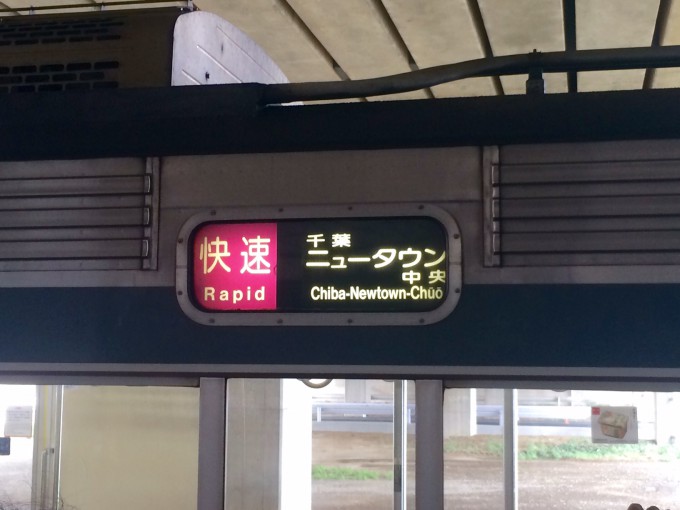 快速
Rapid
千葉
ニュータウン
中央
Chiba-Newtown-Chūō